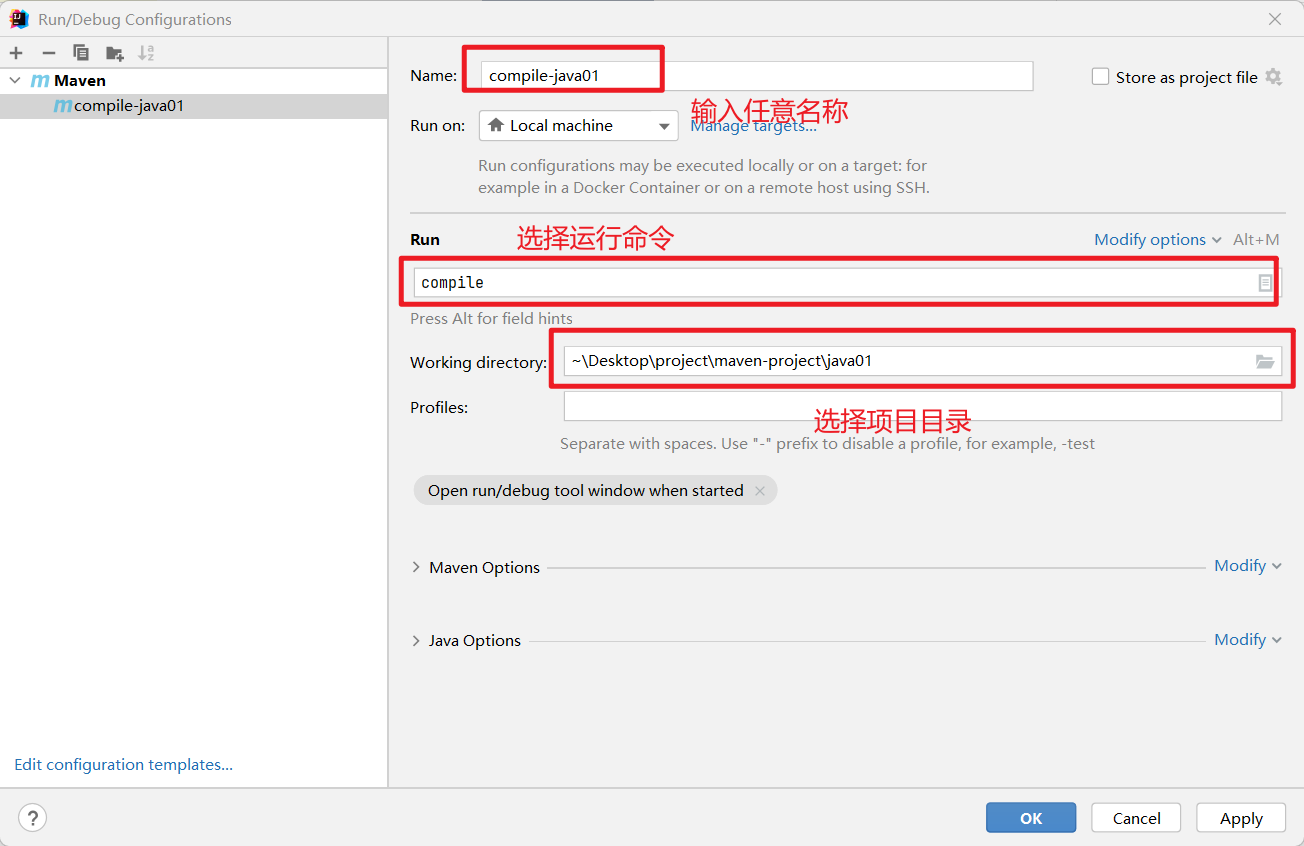 Run/Debug Configurations
Maven
compile-java01
Name: compile-java01
Store as project file
输入任意名称
Run on: Local machine
Manage targets...
Run configurations may be executed locally or on a target: for
example in a Docker Container or on a remote host using SSH.
Run
选择运行命令
Modify options Alt+M
compile
Press Alt for field hints
Working directory: ~\Desktop\project\maven-project\java01
Profiles:
选择项目目录
Separate with spaces. Use "-" prefix to disable a profile, for example, -test
Open run/debug tool window when started
Maven Options Modify
Java Options Modify
Edit configuration templates...
? OK Cancel Apply